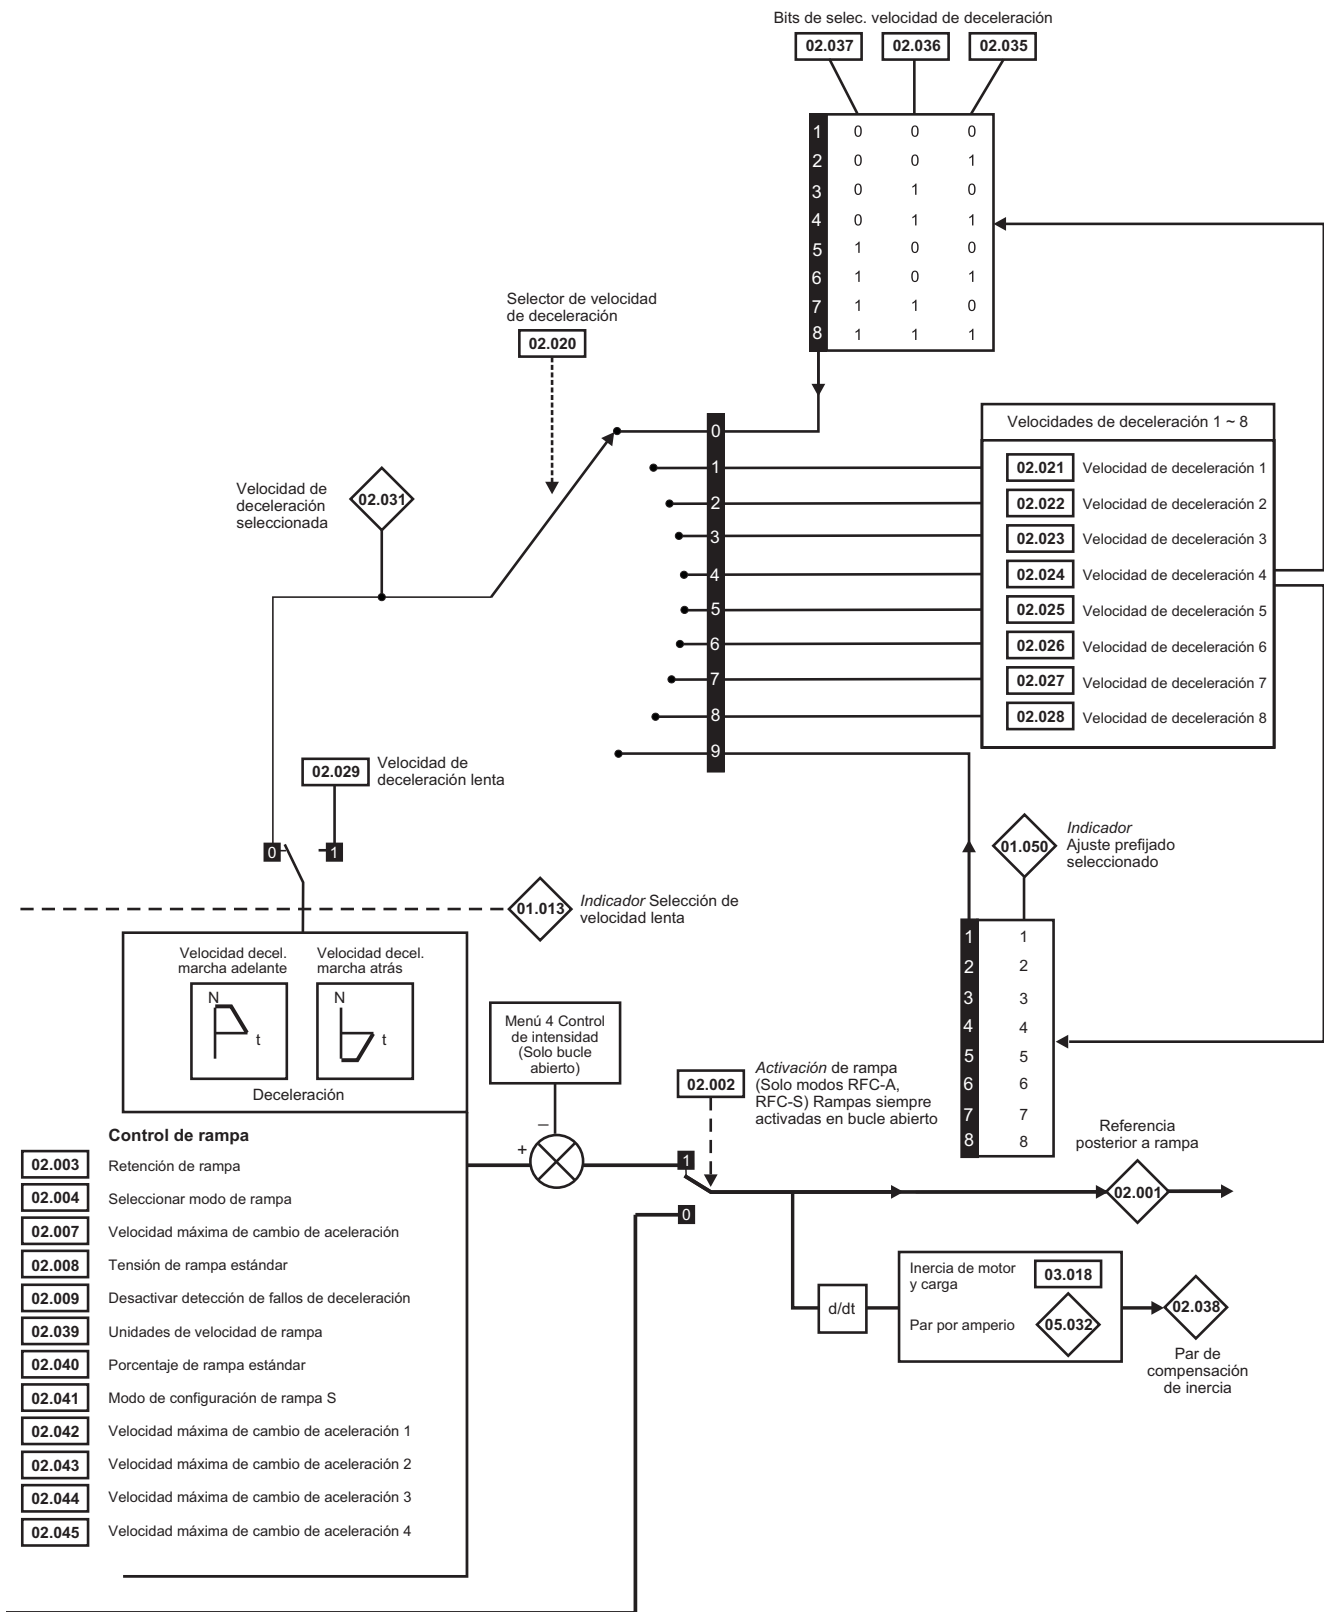 Bits de selec. velocidad de deceleración
02.037 02.036 02.035
1 0 0 0
2 0 0 1
3 0 1 0
4 0 1 1
5 1 0 0
6 1 0 1
7 1 1 0
8 1 1 1
Selector de velocidad
de deceleración
02.020
Velocidad de
deceleración
seleccionada
02.031
0
1
2
3
4
5
6
7
8
9
Velocidades de deceleración 1 ~ 8
02.021 Velocidad de deceleración 1
02.022 Velocidad de deceleración 2
02.023 Velocidad de deceleración 3
02.024 Velocidad de deceleración 4
02.025 Velocidad de deceleración 5
02.026 Velocidad de deceleración 6
02.027 Velocidad de deceleración 7
02.028 Velocidad de deceleración 8
02.029
Velocidad de
deceleración lenta
0 1
01.013
Indicador Selección de
velocidad lenta
01.050
Indicador
Ajuste prefijado
seleccionado
1 1
2 2
3 3
4 4
5 5
6 6
7 7
8 8
Velocidad decel.
marcha adelante
N
t
Velocidad decel.
marcha atrás
N
t
Deceleración
Menú 4 Control
de intensidad
(Solo bucle
abierto)
–
+
02.002
Activación de rampa
(Solo modos RFC-A,
RFC-S) Rampas siempre
activadas en bucle abierto
1
0
Referencia
posterior a rampa
02.001
Control de rampa
02.003 Retención de rampa
02.004 Seleccionar modo de rampa
02.007 Velocidad máxima de cambio de aceleración
02.008 Tensión de rampa estándar
02.009 Desactivar detección de fallos de deceleración
02.039 Unidades de velocidad de rampa
02.040 Porcentaje de rampa estándar
02.041 Modo de configuración de rampa S
02.042 Velocidad máxima de cambio de aceleración 1
02.043 Velocidad máxima de cambio de aceleración 2
02.044 Velocidad máxima de cambio de aceleración 3
02.045 Velocidad máxima de cambio de aceleración 4
d/dt
Inercia de motor
y carga
03.018
Par por amperio
05.032
02.038
Par de
compensación
de inercia